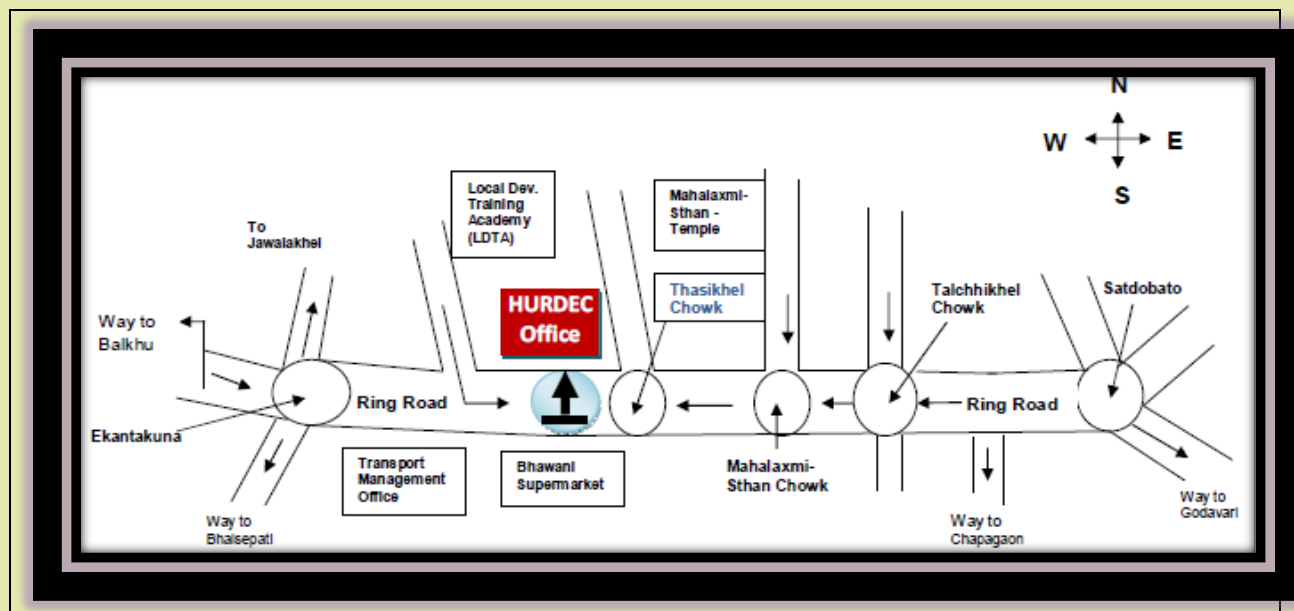 N
W
E
S
Local Dev.
Training
Academy
(LDTA)
Mahalaxmi-
Sthan -
Temple
To
Jawalakhel
HURDEC
Office
Thasikhel
Chowk
Talchhikhel
Chowk
Satdobato
Way to
Balkhu
Ring Road
Ring Road
Ekantakuna
Transport
Management
Office
Bhawani
Supermarket
Mahalaxmi-
Sthan Chowk
Way to
Bhaisepati
Way to
Chapagaon
Way to
Godavari